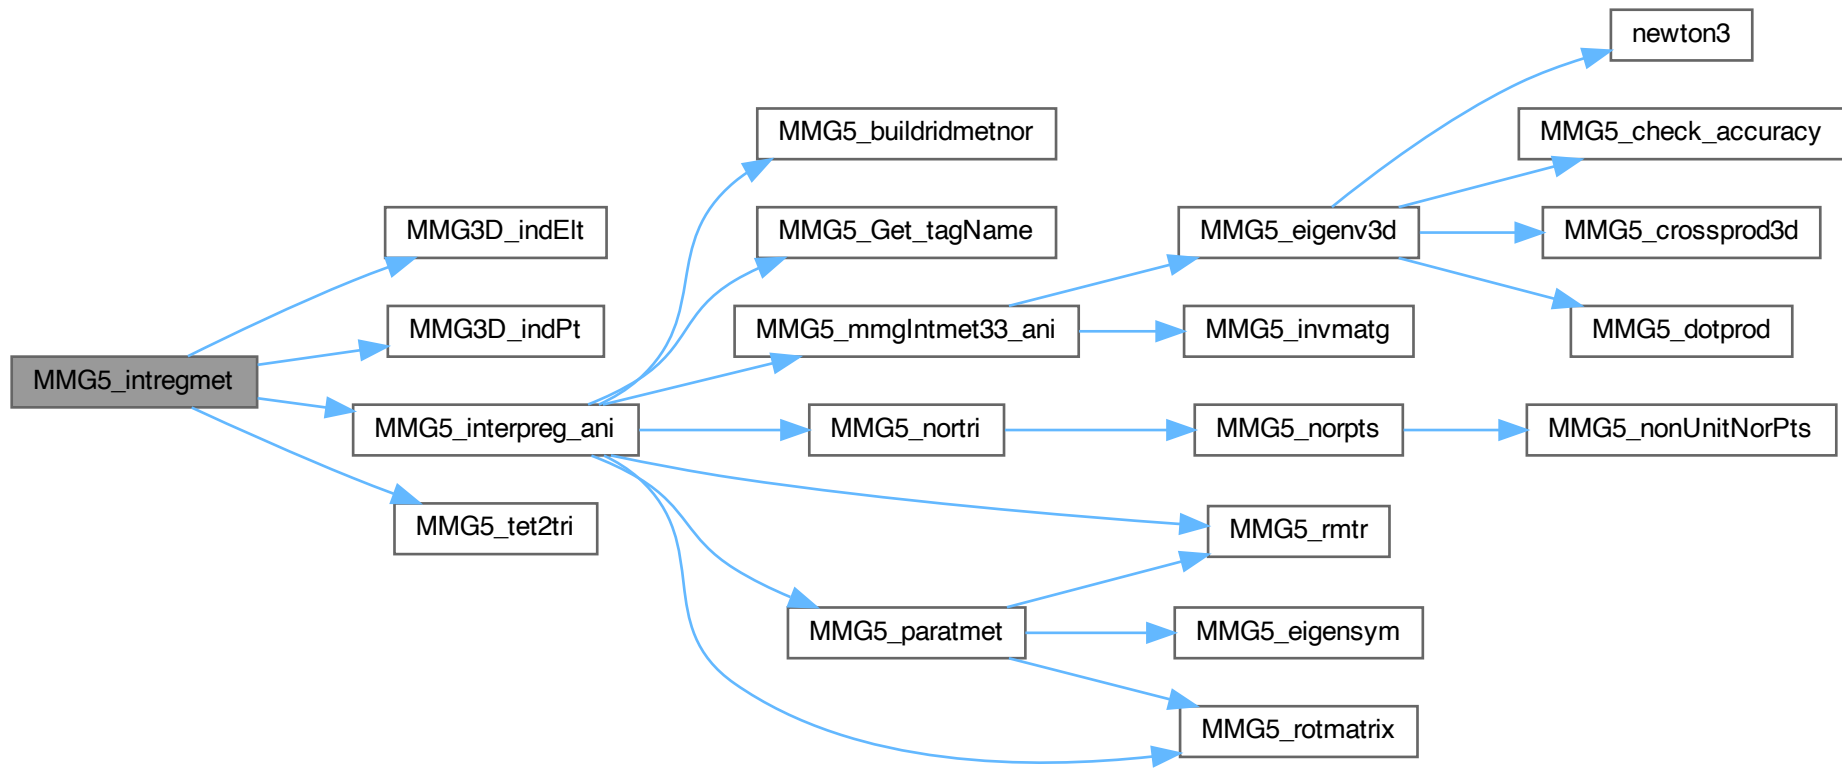 newton3
MMG5_buildridmetnor
MMG5_check_accuracy
MMG3D_indElt
MMG5_Get_tagName
MMG5_eigenv3d
MMG5_crossprod3d
MMG3D_indPt
MMG5_mmgIntmet33_ani
MMG5_invmatg
MMG5_dotprod
MMG5_intregmet
MMG5_interpreg_ani
MMG5_nortri
MMG5_norpts
MMG5_nonUnitNorPts
MMG5_tet2tri
MMG5_rmtr
MMG5_paratmet
MMG5_eigensym
MMG5_rotmatrix